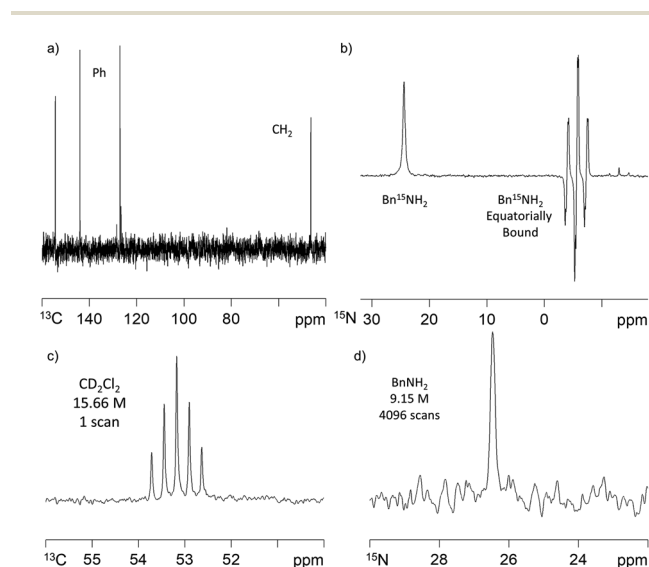 a)
Ph
CH₂
¹³C 140 120 100 80 ppm
b)
Bn¹⁵NH₂
Bn¹⁵NH₂
Equatorially
Bound
¹⁵N 30 20 10 0 ppm
c)
CD₂Cl₂
15.66 M
1 scan
¹³C 55 54 53 52 ppm
d)
BnNH₂
9.15 M
4096 scans
¹⁵N 28 26 24 ppm